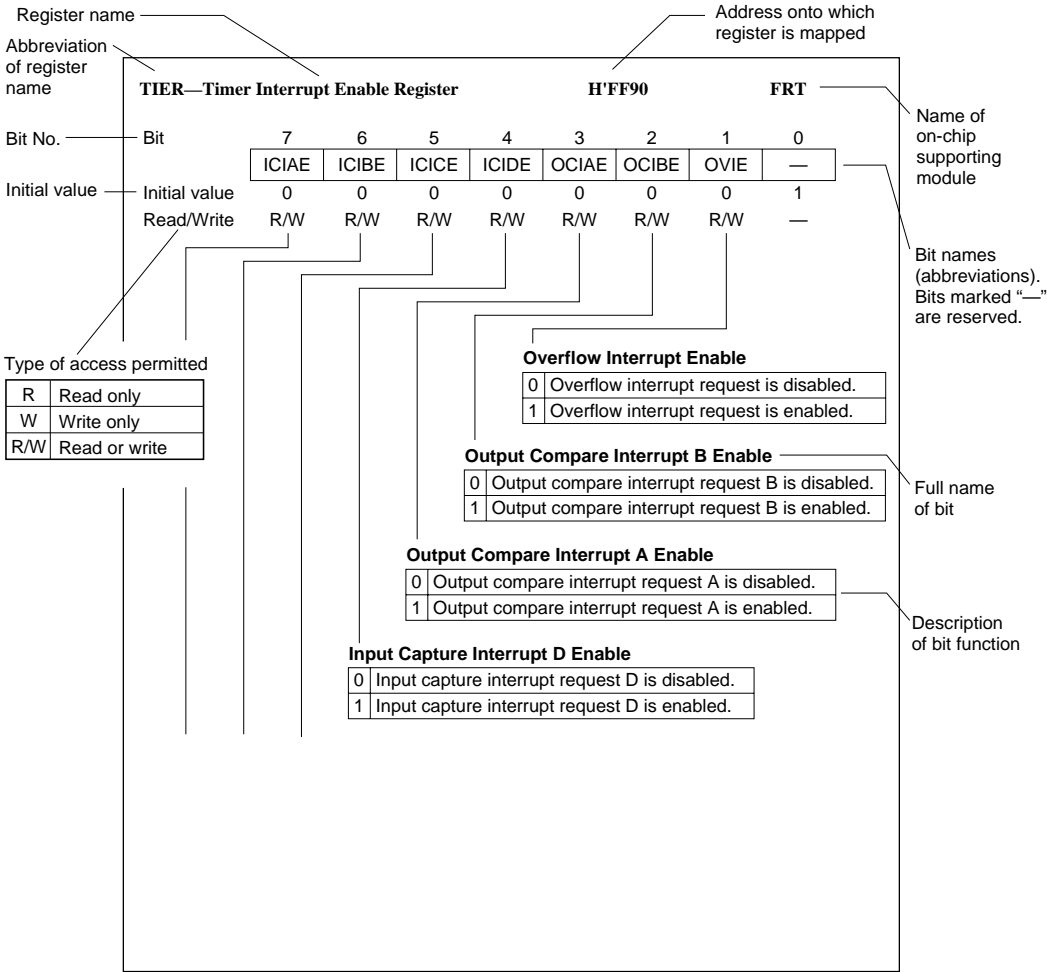 Register name
Address onto which
register is mapped
Abbreviation
of register
name
TIER—Timer Interrupt Enable Register H'FF90 FRT
Name of
on-chip
supporting
module
Bit No. Bit 7 6 5 4 3 2 1 0
ICIAE ICIBE ICICE ICIDE OCIAE OCIBE OVIE —
Initial value Initial value 0 0 0 0 0 0 0 1
Read/Write R/W R/W R/W R/W R/W R/W R/W —
Bit names
(abbreviations).
Bits marked “—”
are reserved.
Type of access permitted
R Read only
W Write only
R/W Read or write
Overflow Interrupt Enable
0 Overflow interrupt request is disabled.
1 Overflow interrupt request is enabled.
Output Compare Interrupt B Enable
0 Output compare interrupt request B is disabled.
1 Output compare interrupt request B is enabled.
Full name
of bit
Output Compare Interrupt A Enable
0 Output compare interrupt request A is disabled.
1 Output compare interrupt request A is enabled.
Description
of bit function
Input Capture Interrupt D Enable
0 Input capture interrupt request D is disabled.
1 Input capture interrupt request D is enabled.